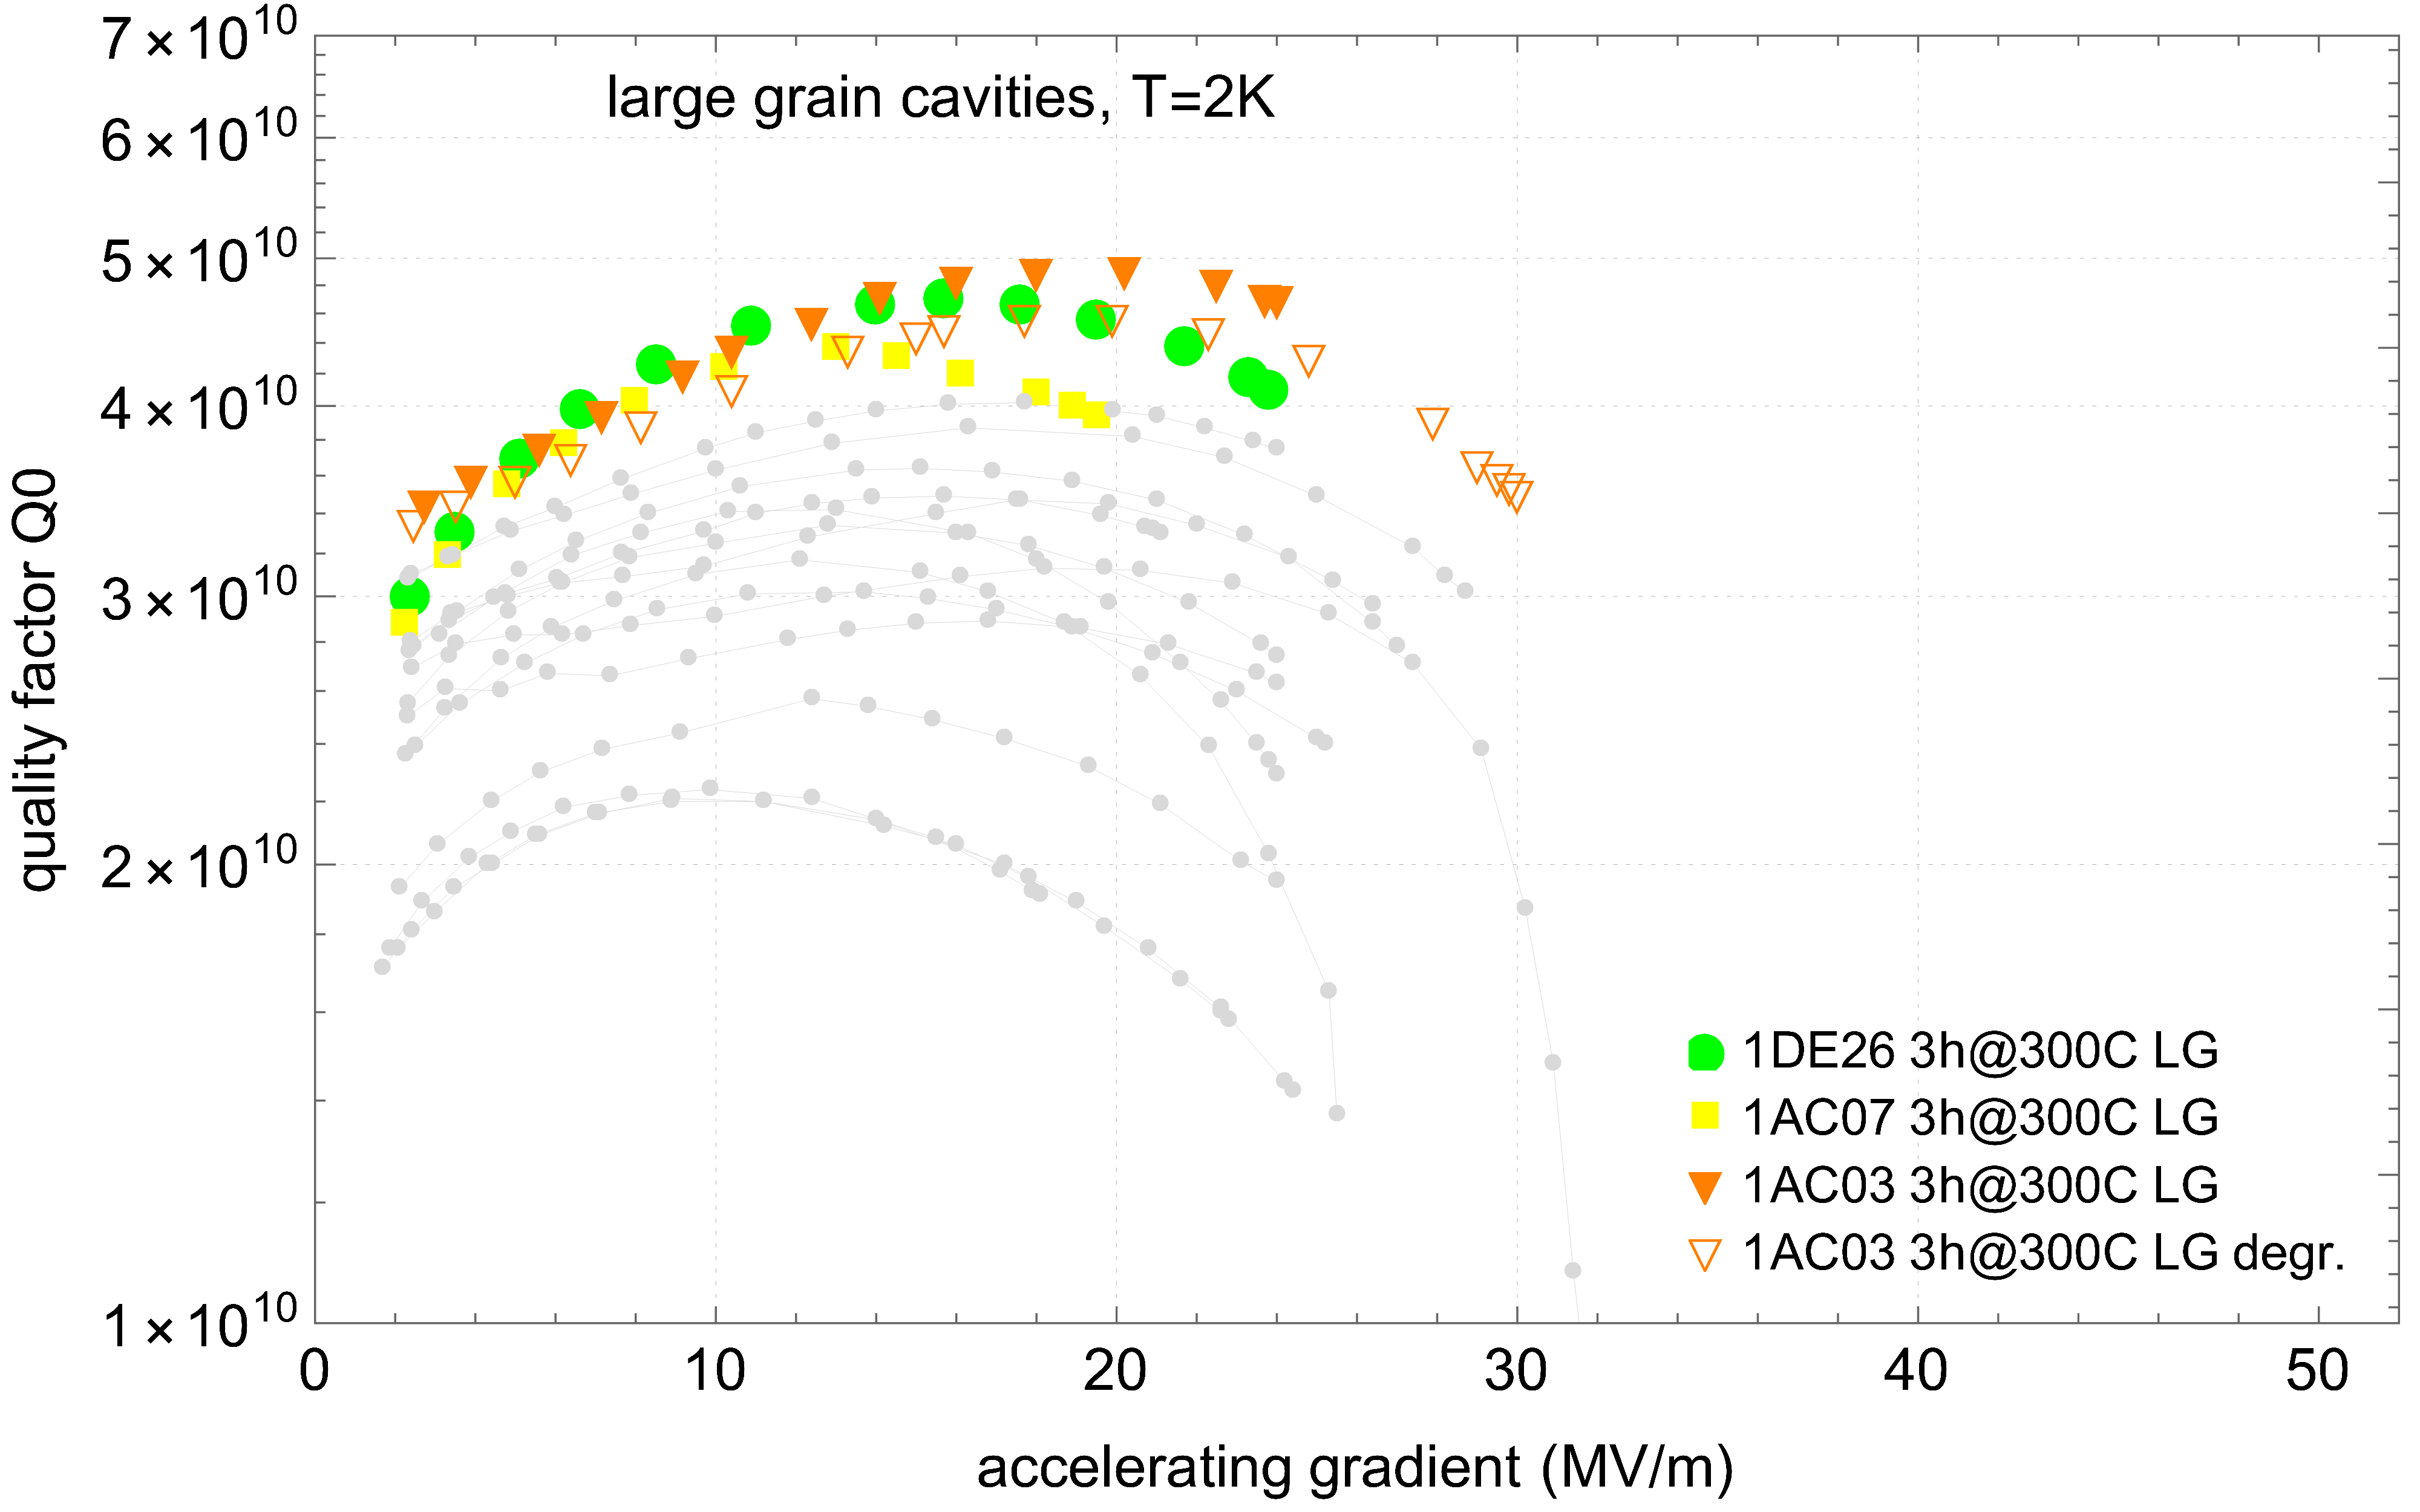 large grain cavities, T=2K
7×10^10
6×10^10
5×10^10
4×10^10
3×10^10
2×10^10
1×10^10
quality factor Q0
1DE26 3h@300C LG
1AC07 3h@300C LG
1AC03 3h@300C LG
1AC03 3h@300C LG degr.
0 10 20 30 40 50
accelerating gradient (MV/m)